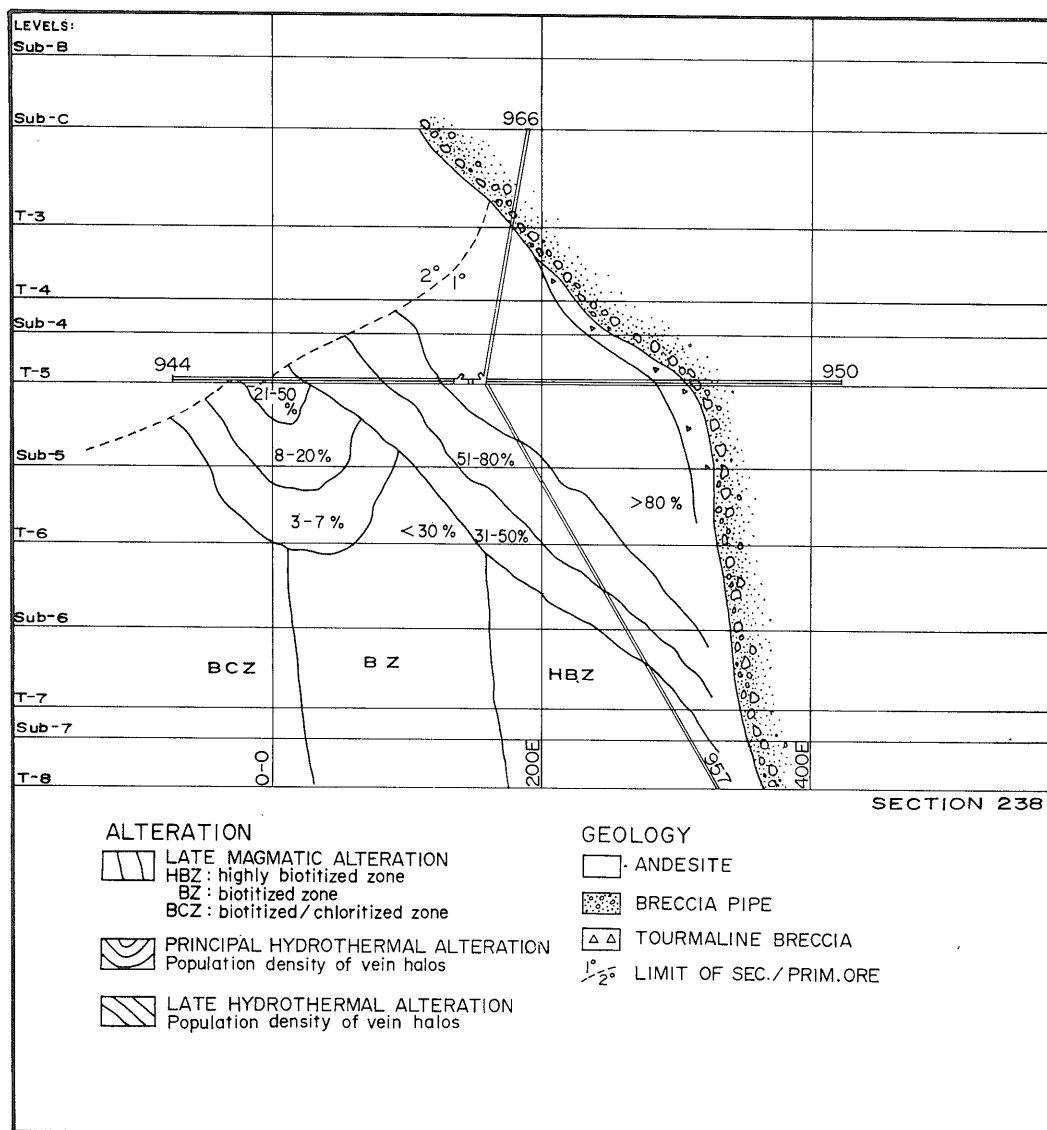 LEVELS:
Sub-B
Sub-C
966
T-3
2° 1°
T-4
Sub-4
944
950
T-5
21-50
%
8-20%
51-80%
Sub-5
>80%
3-7%
<30%
31-50%
T-6
Sub-6
BCZ
BZ
HBZ
T-7
Sub-7
0-0
200E
957
400E
T-8
SECTION 238
ALTERATION
LATE MAGMATIC ALTERATION
HBZ: highly biotitized zone
BZ: biotitized zone
BCZ: biotitized/chloritized zone
PRINCIPAL HYDROTHERMAL ALTERATION
Population density of vein halos
LATE HYDROTHERMAL ALTERATION
Population density of vein halos
GEOLOGY
ANDESITE
BRECCIA PIPE
TOURMALINE BRECCIA
1°
2°
LIMIT OF SEC./PRIM.ORE